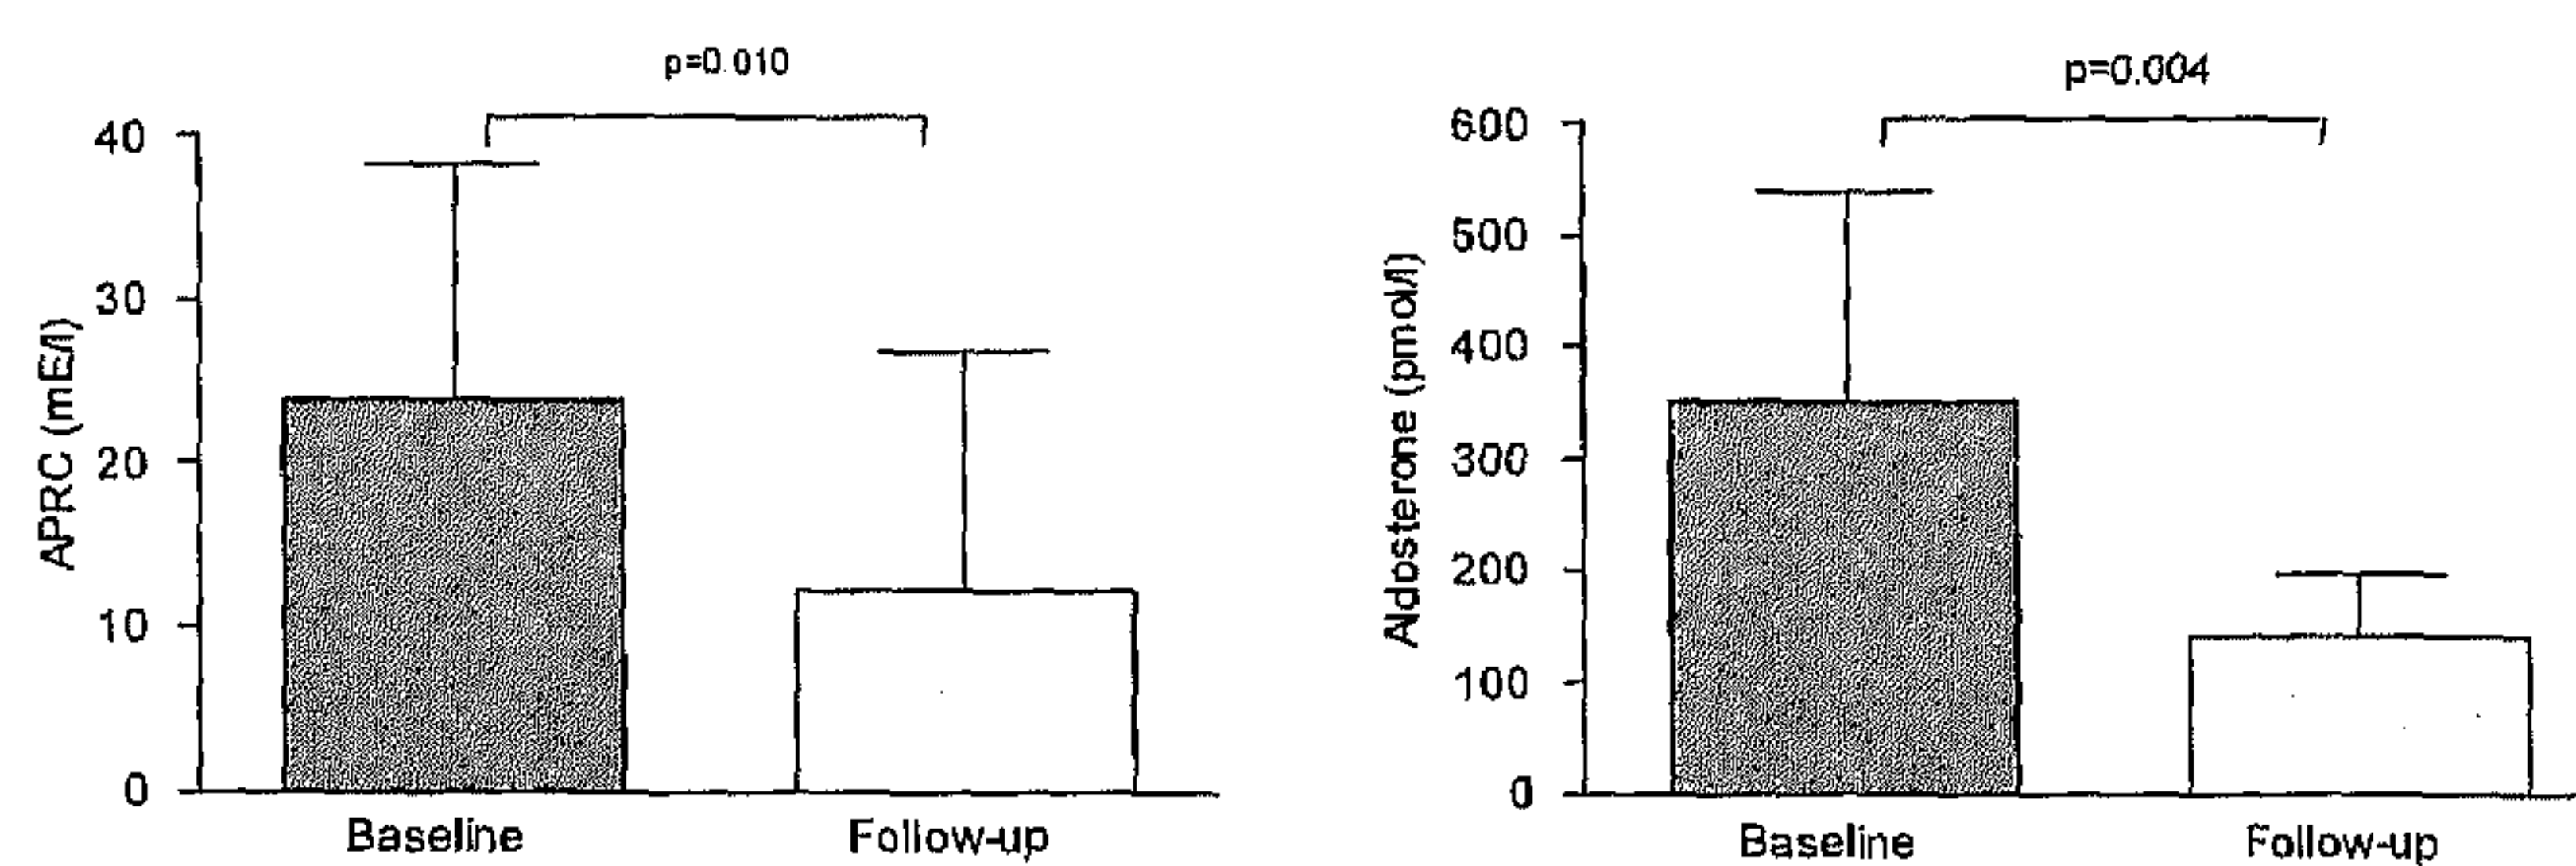 p=0.010
40
30
20
10
0
APRC (mE/l)
Baseline
Follow-up
p=0.004
600
500
400
300
200
100
0
Aldosterone (pmol/l)
Baseline
Follow-up